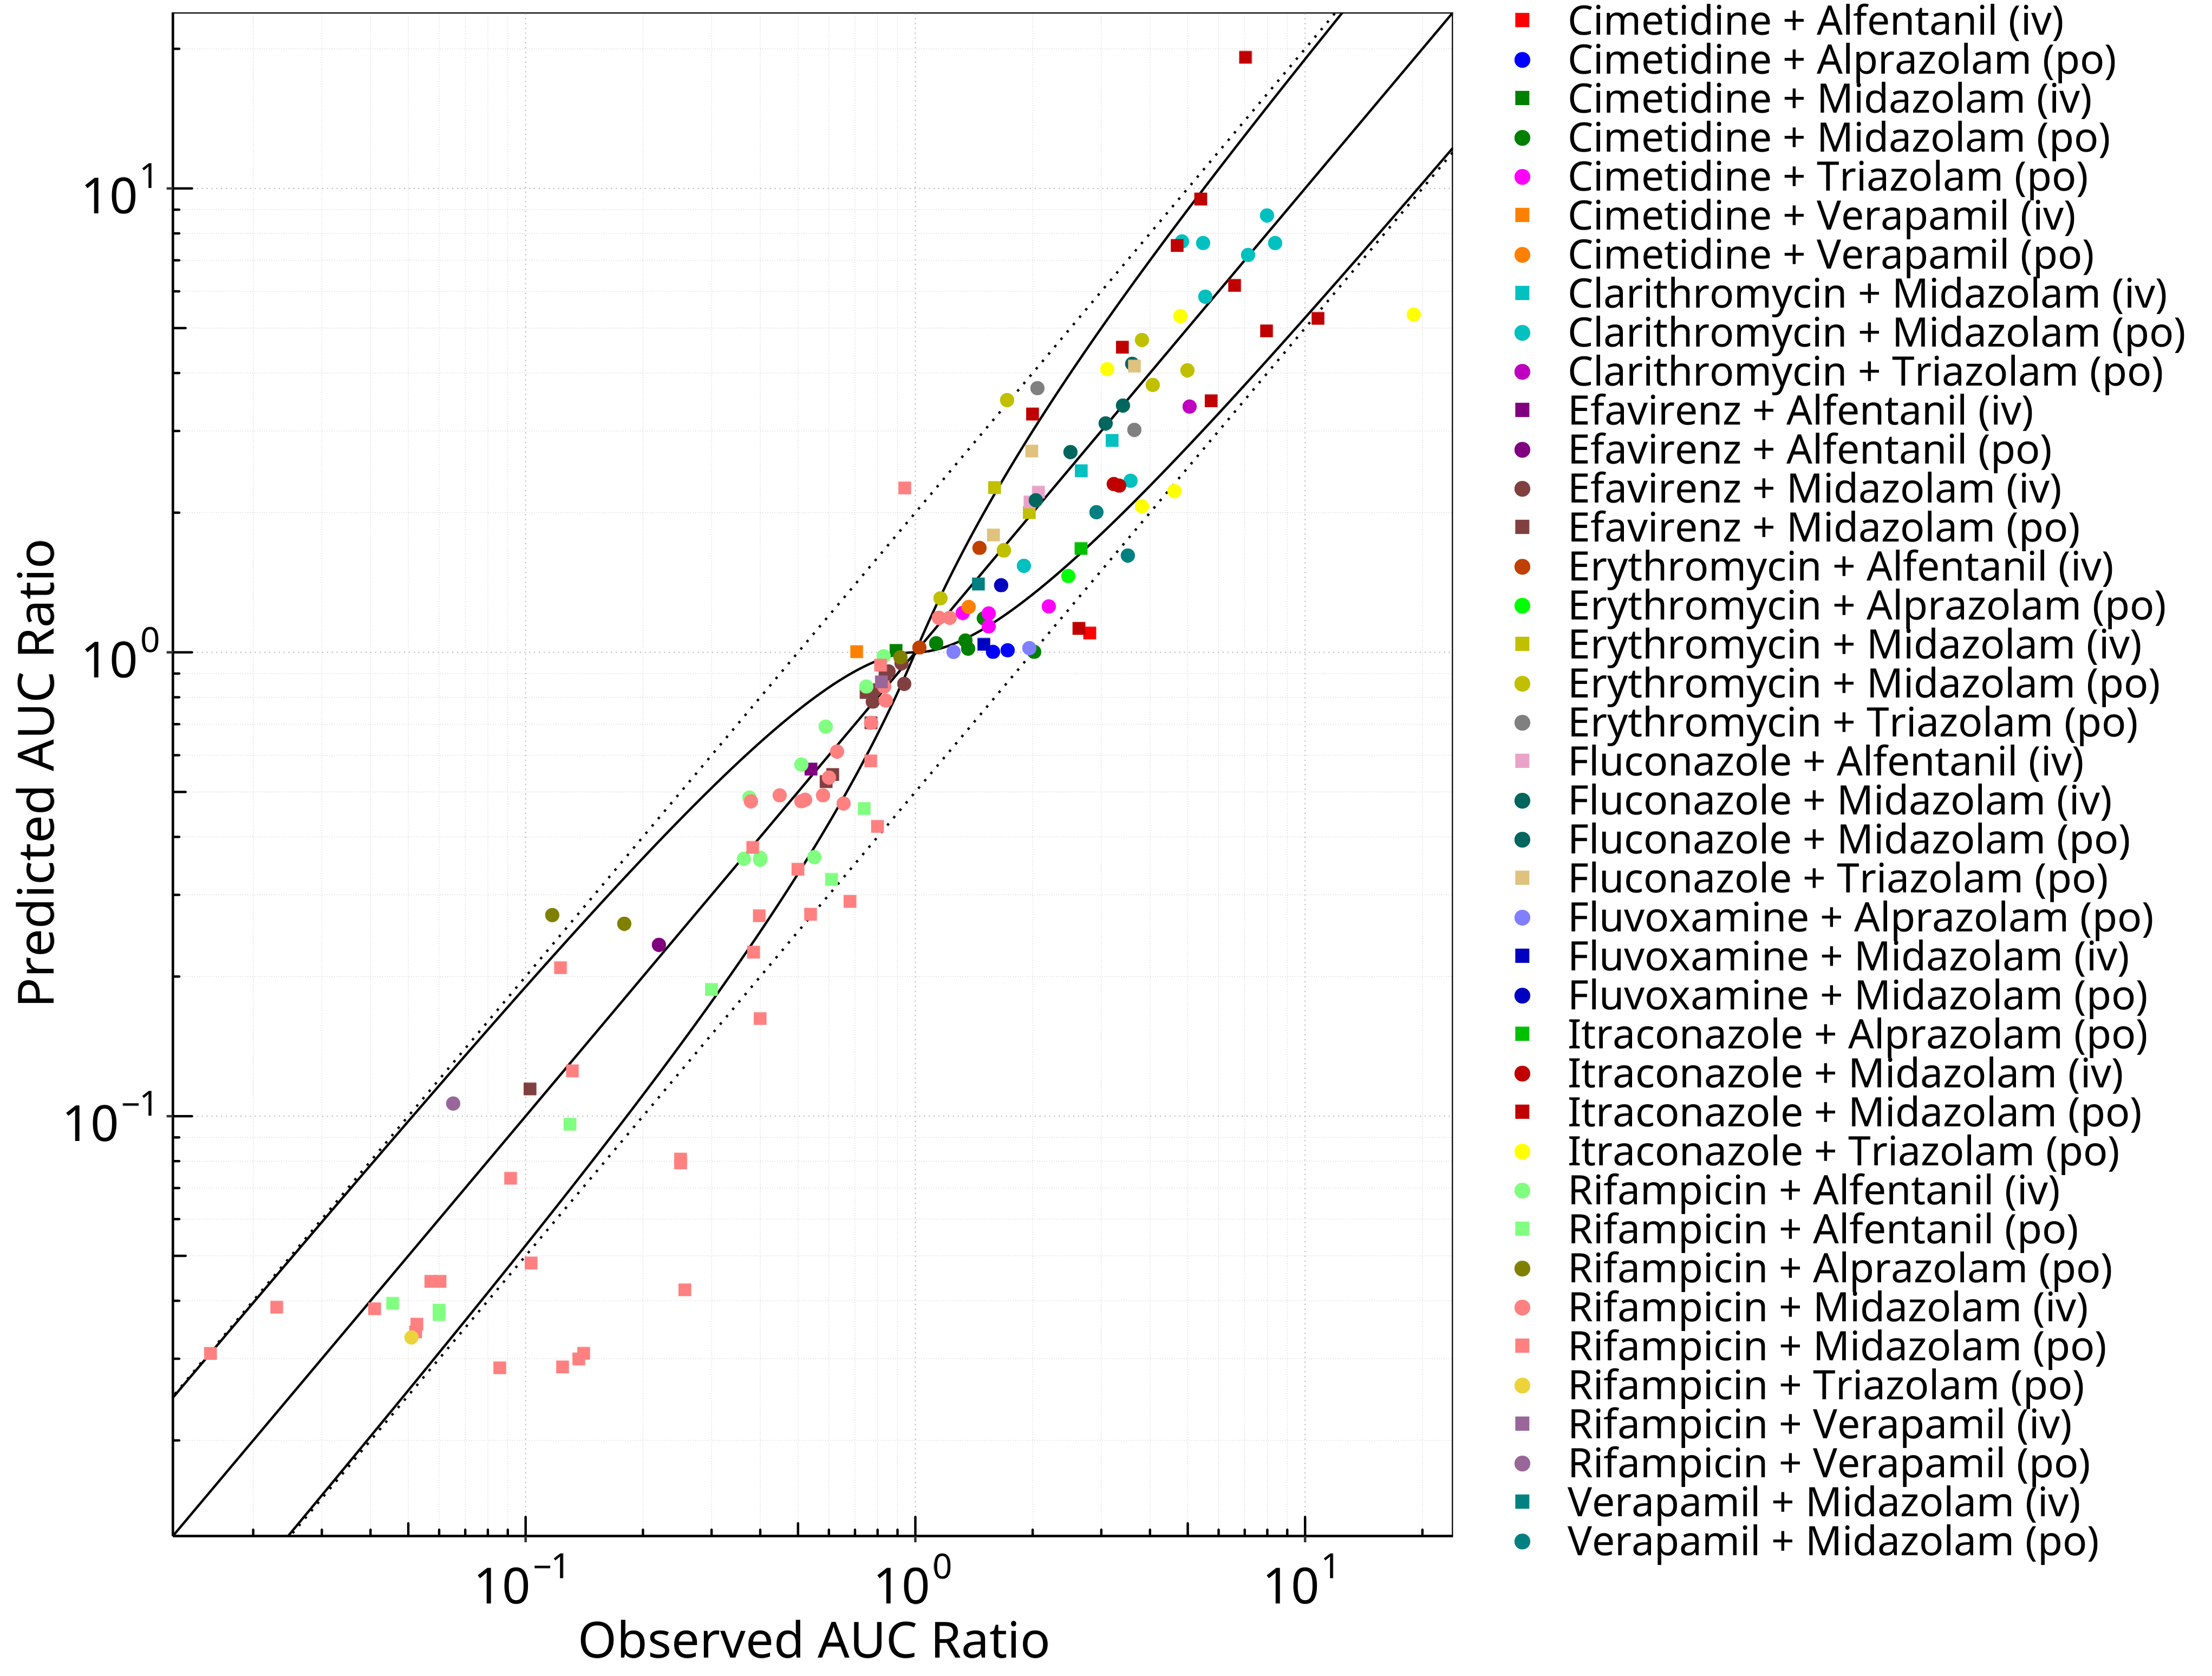 Predicted AUC Ratio
10^1
10^0
10^−1
10^−1
10^0
10^1
Observed AUC Ratio
Cimetidine + Alfentanil (iv)
Cimetidine + Alprazolam (po)
Cimetidine + Midazolam (iv)
Cimetidine + Midazolam (po)
Cimetidine + Triazolam (po)
Cimetidine + Verapamil (iv)
Cimetidine + Verapamil (po)
Clarithromycin + Midazolam (iv)
Clarithromycin + Midazolam (po)
Clarithromycin + Triazolam (po)
Efavirenz + Alfentanil (iv)
Efavirenz + Alfentanil (po)
Efavirenz + Midazolam (iv)
Efavirenz + Midazolam (po)
Erythromycin + Alfentanil (iv)
Erythromycin + Alprazolam (po)
Erythromycin + Midazolam (iv)
Erythromycin + Midazolam (po)
Erythromycin + Triazolam (po)
Fluconazole + Alfentanil (iv)
Fluconazole + Midazolam (iv)
Fluconazole + Midazolam (po)
Fluconazole + Triazolam (po)
Fluvoxamine + Alprazolam (po)
Fluvoxamine + Midazolam (iv)
Fluvoxamine + Midazolam (po)
Itraconazole + Alprazolam (po)
Itraconazole + Midazolam (iv)
Itraconazole + Midazolam (po)
Itraconazole + Triazolam (po)
Rifampicin + Alfentanil (iv)
Rifampicin + Alfentanil (po)
Rifampicin + Alprazolam (po)
Rifampicin + Midazolam (iv)
Rifampicin + Midazolam (po)
Rifampicin + Triazolam (po)
Rifampicin + Verapamil (iv)
Rifampicin + Verapamil (po)
Verapamil + Midazolam (iv)
Verapamil + Midazolam (po)